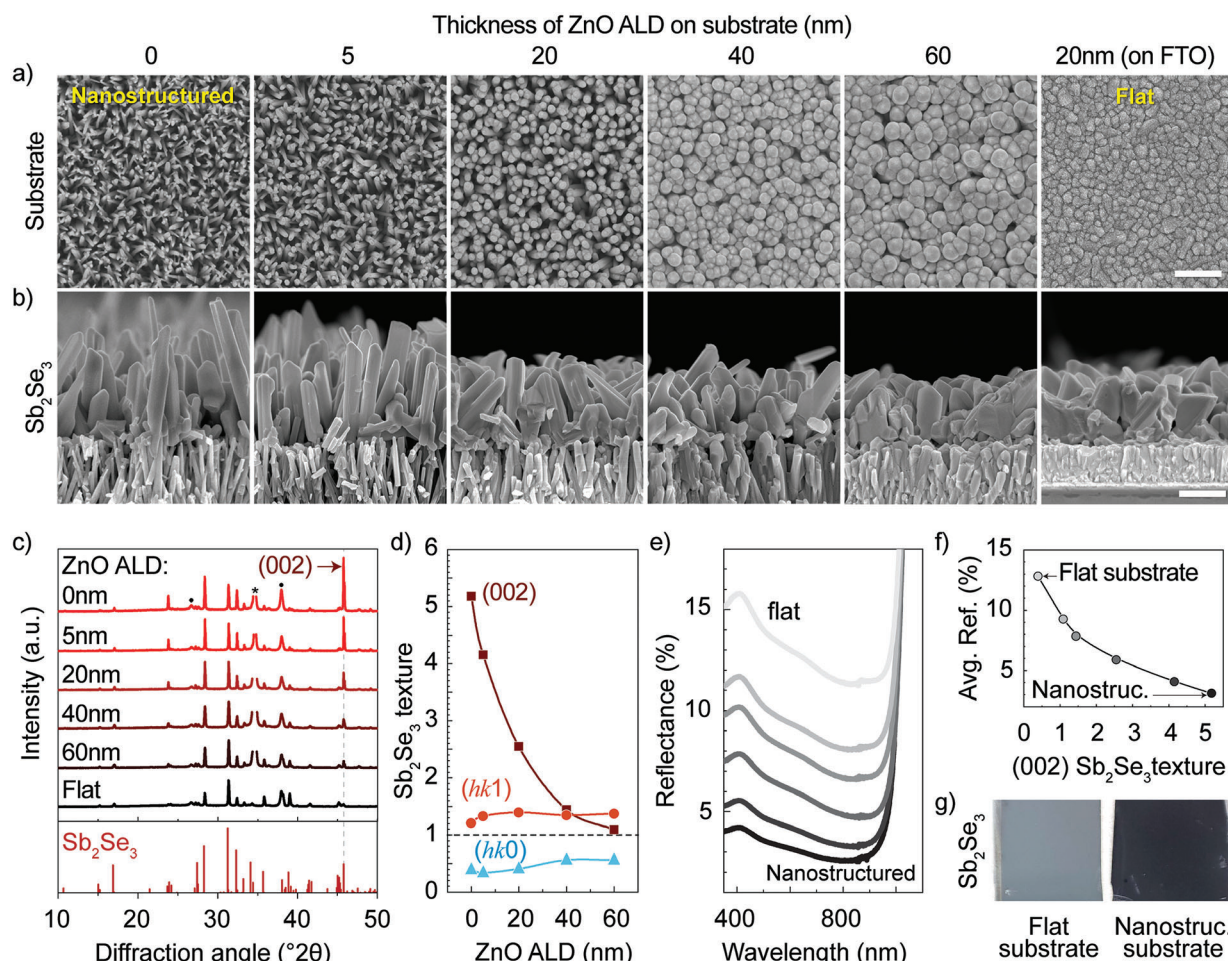 Thickness of ZnO ALD on substrate (nm)
0 5 20 40 60 20nm (on FTO)
a)
Nanostructured
Flat
Substrate
b)
Sb2Se3
c)
ZnO ALD:
(002)
0nm
5nm
20nm
40nm
60nm
Flat
Sb2Se3
Intensity (a.u.)
10 20 30 40 50
Diffraction angle (°2θ)
d)
6
5
4
3
2
1
0
Sb2Se3 texture
(002)
(hk1)
(hk0)
0 20 40 60
ZnO ALD (nm)
e)
15
10
5
Reflectance (%)
flat
Nanostructured
400 800
Wavelength (nm)
f)
15
10
5
Avg. Ref. (%)
Flat substrate
Nanostruc.
0 1 2 3 4 5
(002) Sb2Se3 texture
g)
Sb2Se3
Flat
substrate
Nanostruc.
substrate